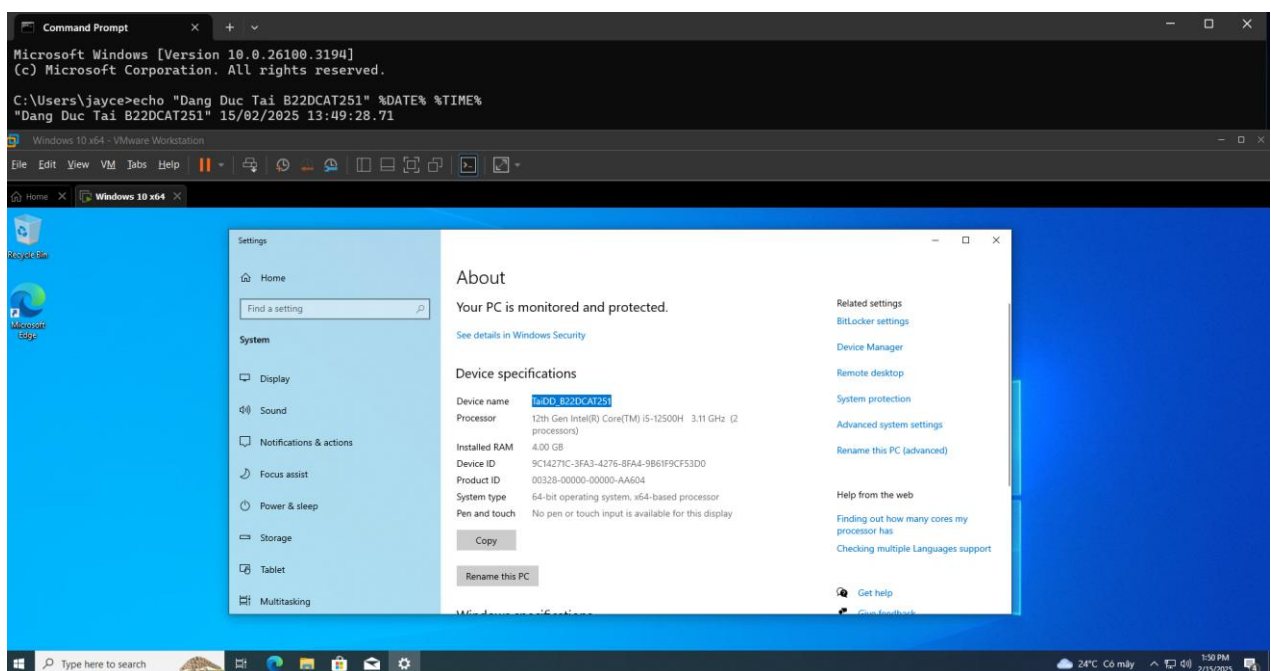 Command Prompt
Microsoft Windows [Version 10.0.26100.3194]
(c) Microsoft Corporation. All rights reserved.
C:\Users\jayce>echo "Dang Duc Tai B22DCAT251" %DATE% %TIME%
"Dang Duc Tai B22DCAT251" 15/02/2025 13:49:28.71
Windows 10 x64 - VMware Workstation
File Edit View VM Tabs Help
Home Windows 10 x64
Recycle Bin
Microsoft
Edge
Settings
Home
Find a setting
System
Display
Sound
Notifications & actions
Focus assist
Power & sleep
Storage
Tablet
Multitasking
About
Your PC is monitored and protected.
See details in Windows Security
Device specifications
Device name TaiDD_B22DCAT251
Processor 12th Gen Intel(R) Core(TM) i5-12500H 3.11 GHz (2
processors)
Installed RAM 4.00 GB
Device ID 9C14271C-3FA3-4276-8FA4-9B61F9CF53D0
Product ID 00328-00000-00000-AA604
System type 64-bit operating system, x64-based processor
Pen and touch No pen or touch input is available for this display
Copy
Rename this PC
Windows specifications
Related settings
BitLocker settings
Device Manager
Remote desktop
System protection
Advanced system settings
Rename this PC (advanced)
Help from the web
Finding out how many cores my
processor has
Checking multiple Languages support
Get help
Give feedback
Type here to search
24°C Có mây
1:50 PM
2/15/2025